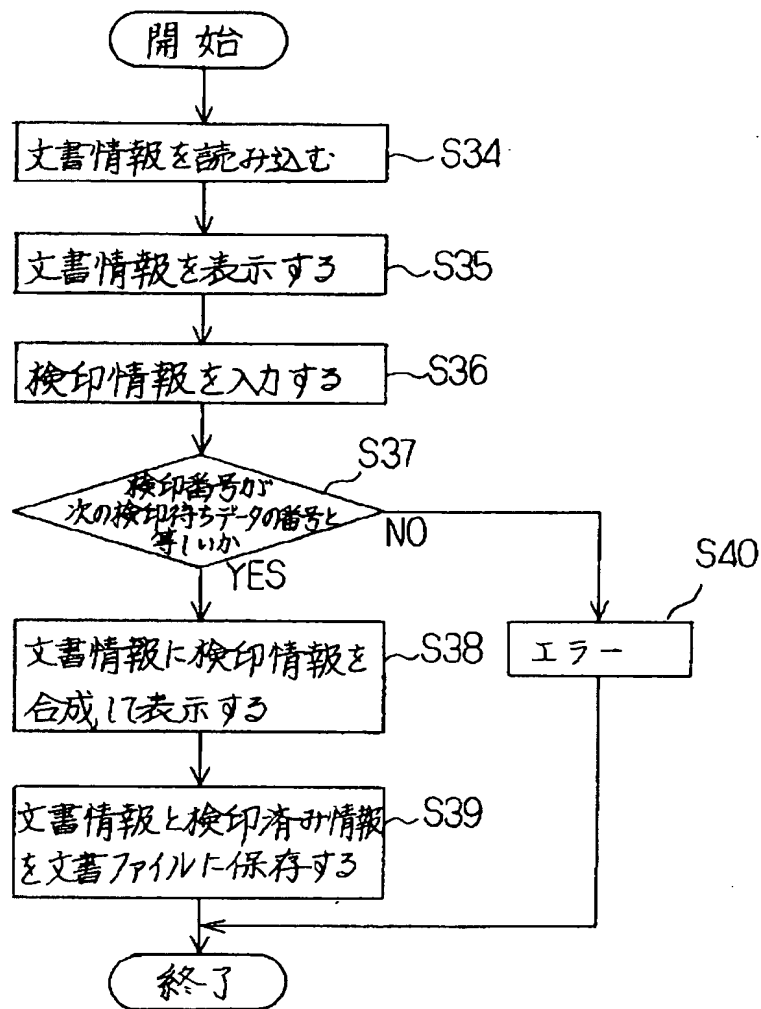 開始
文書情報を読み込む
S34
文書情報を表示する
S35
検印情報を入力する
S36
S37
検印番号が
次の検印待ちデータの番号と
等しいか
NO
YES
S40
文書情報に検印情報を
合成して表示する
S38
エラー
文書情報と検印済み情報
を文書ファイルに保存する
S39
終了